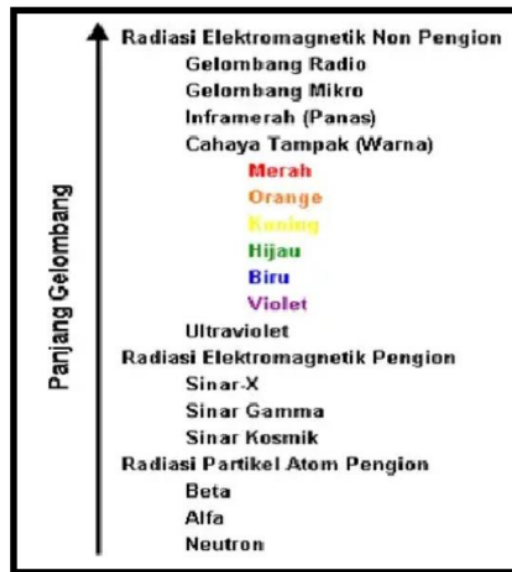 Panjang Gelombang
Radiasi Elektromagnetik Non Pengion
Gelombang Radio
Gelombang Mikro
Inframerah (Panas)
Cahaya Tampak (Warna)
Merah
Orange
Kuning
Hijau
Biru
Violet
Ultraviolet
Radiasi Elektromagnetik Pengion
Sinar-X
Sinar Gamma
Sinar Kosmik
Radiasi Partikel Atom Pengion
Beta
Alfa
Neutron